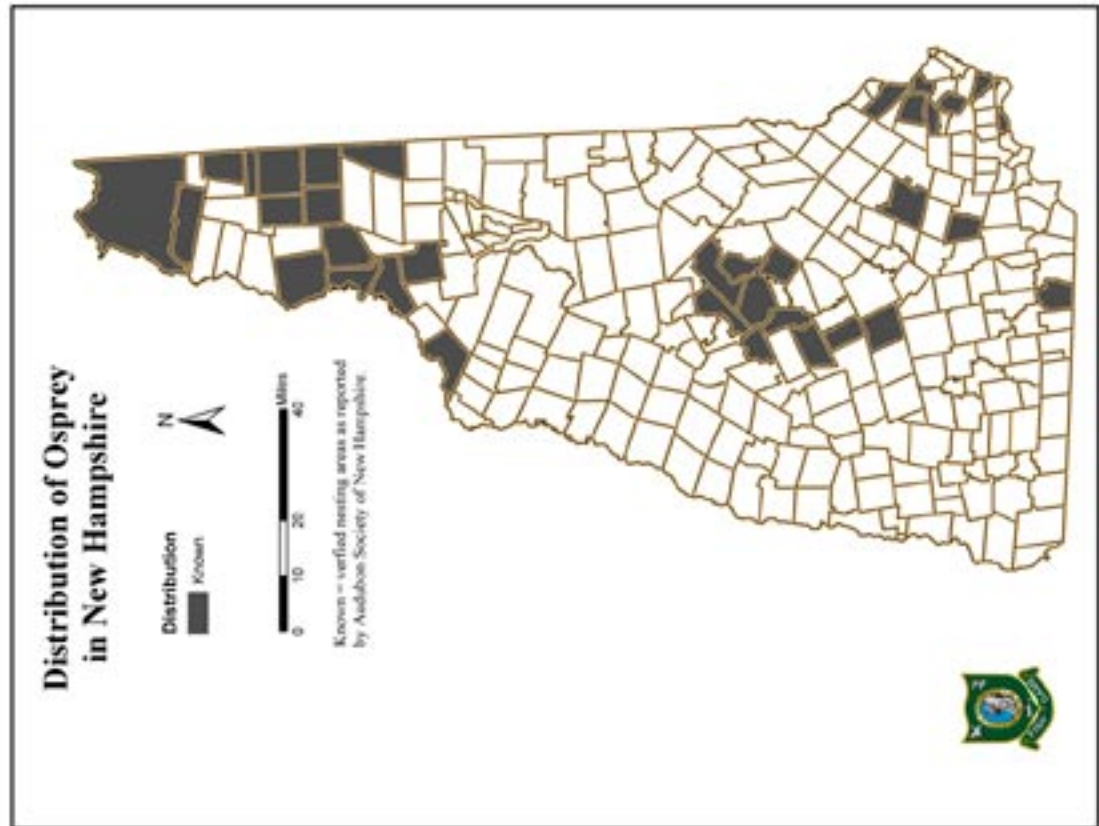 Distribution of Osprey
in New Hampshire
N
Distribution
Known
0 10 20 40
Miles
Known = verfied nesting areas as reported
by Audubon Society of New Hampshire.